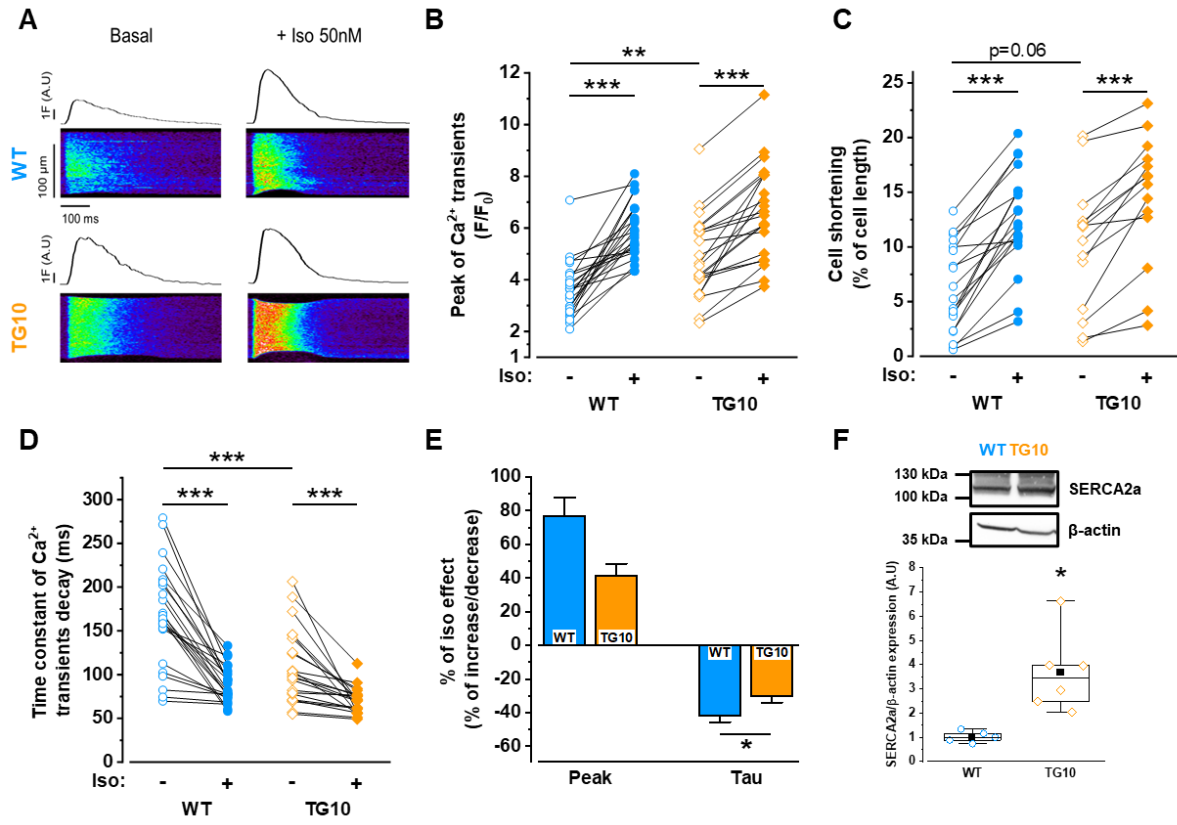 A
Basal
+ Iso 50nM
1F (A.U)
WT
100 µm
100 ms
1F (A.U)
TG10
B
**
***
***
Peak of Ca²⁺ transients
(F/F₀)
12
11
10
8
6
4
2
1
Iso:
-
+
-
+
WT
TG10
C
p=0.06
***
***
Cell shortening
(% of cell length)
25
20
15
10
5
0
Iso:
-
+
-
+
WT
TG10
D
***
***
***
Time constant of Ca²⁺
transients decay (ms)
300
250
200
150
100
50
0
Iso:
-
+
-
+
WT
TG10
E
% of iso effect
(% of increase/decrease)
100
80
60
40
20
0
-20
-40
-60
WT
TG10
WT
TG10
*
Peak
Tau
F
WT TG10
130 kDa
100 kDa
SERCA2a
35 kDa
β-actin
SERCA2a/β-actin expression (A.U)
8
7
6
5
4
3
2
1
0
*
WT
TG10